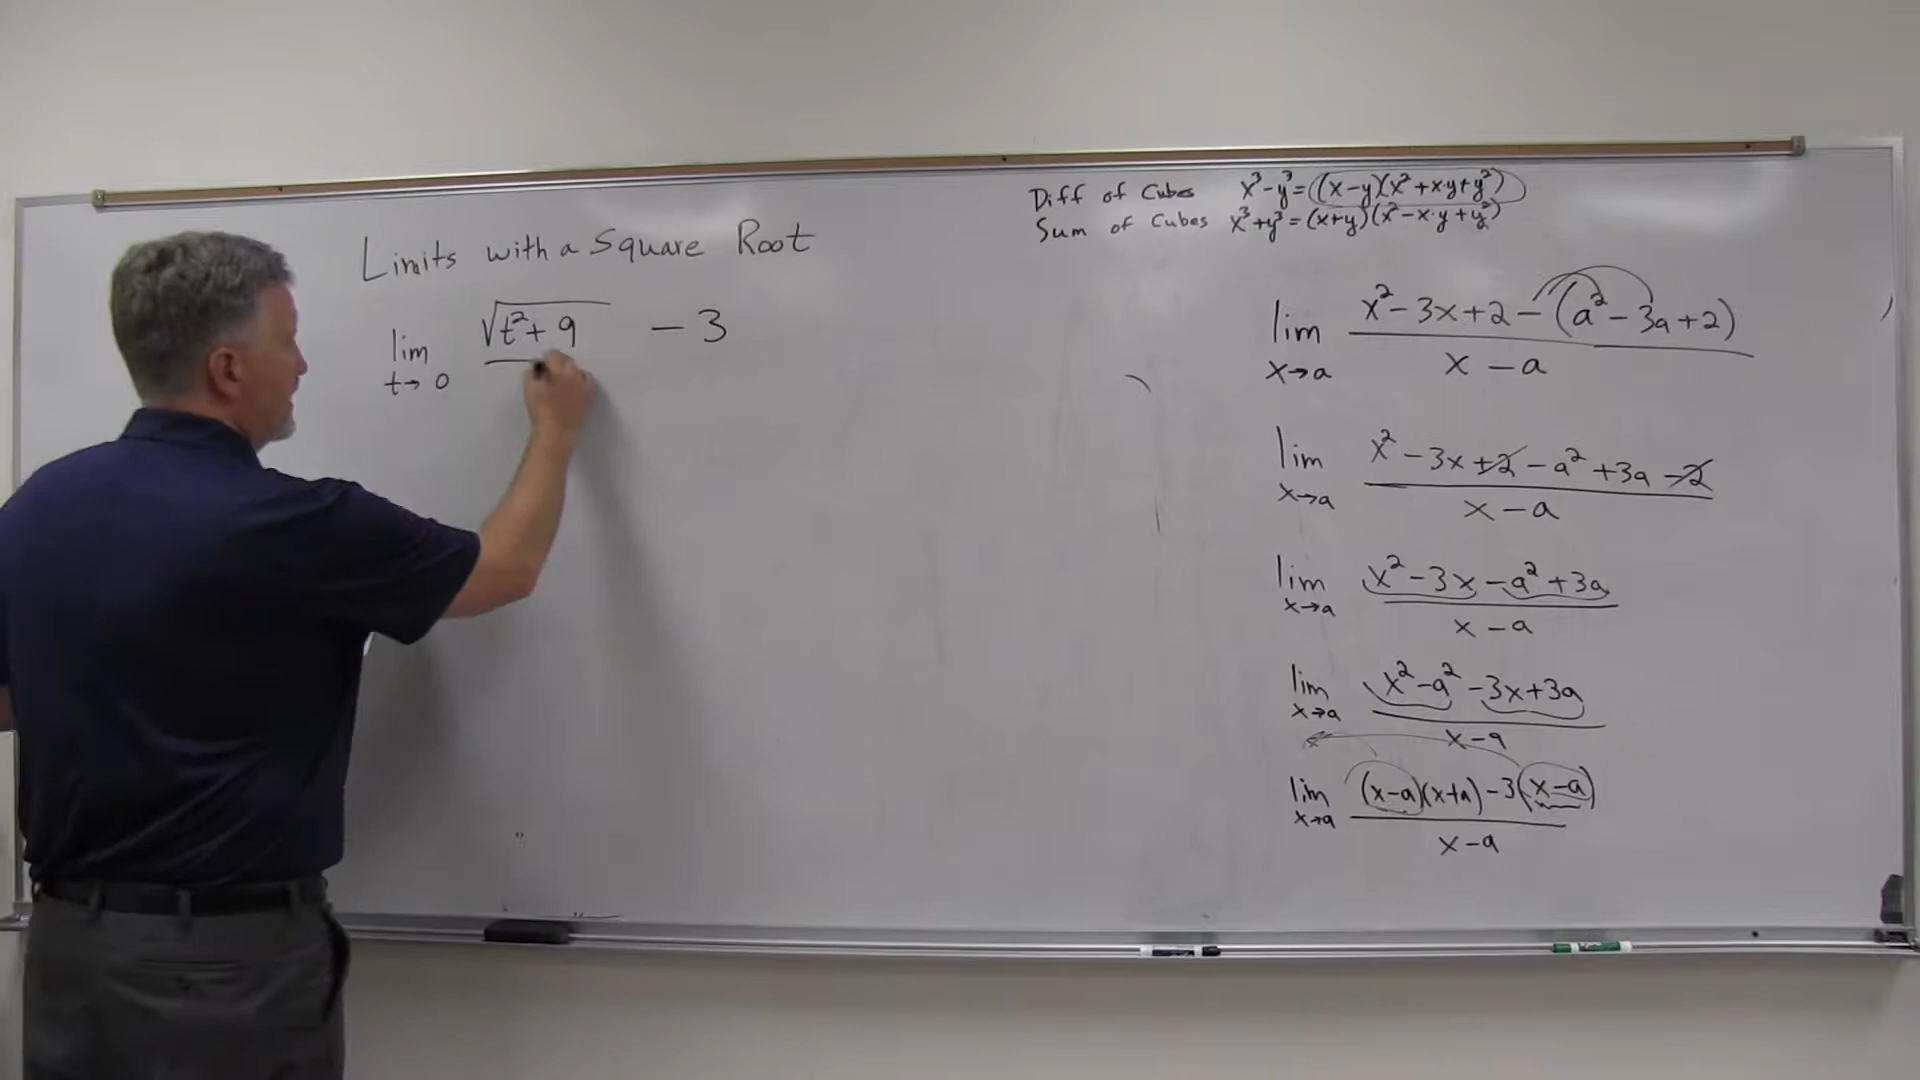 Limits with a Square Root
lim t→0 √(t²+9) − 3
Diff of Cubes x³−y³=(x−y)(x²+x·y+y²)
Sum of Cubes x³+y³=(x+y)(x²−x·y+y²)
lim x→a x²−3x+2−(a²−3a+2) / x−a
lim x→a x²−3x+2−a²+3a−2 / x−a
lim x→a x²−3x−a²+3a / x−a
lim x→a x²−a²−3x+3a / x−a
lim x→a (x−a)(x+a)−3(x−a) / x−a